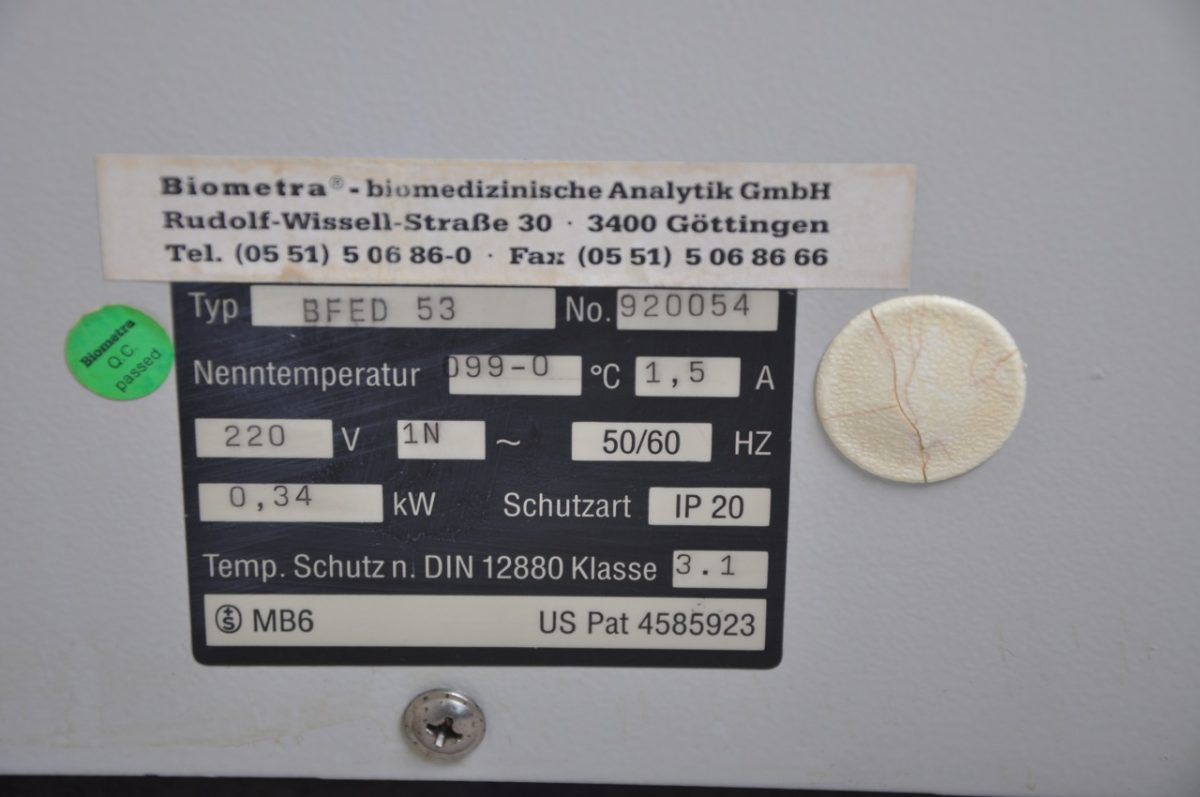 Biometra® - biomedizinische Analytik GmbH
Rudolf-Wissell-Straße 30 · 3400 Göttingen
Tel. (05 51) 5 06 86-0 · Fax (05 51) 5 06 86 66
Typ BFED 53 No. 920054
Nenntemperatur 099-0 °C 1,5 A
220 V 1N ~ 50/60 HZ
0,34 kW Schutzart IP 20
Temp. Schutz n. DIN 12880 Klasse 3.1
MB6 US Pat 4585923
Biometra
Q.C.
passed